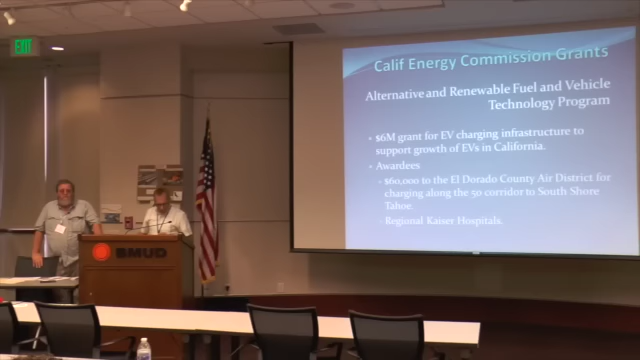 EXIT
Calif Energy Commission Grants
Alternative and Renewable Fuel and Vehicle
Technology Program
$6M grant for EV charging infrastructure to
support growth of EVs in California.
Awardees
$60,000 to the El Dorado County Air District for
charging along the 50 corridor to South Shore
Tahoe.
Regional Kaiser Hospitals.